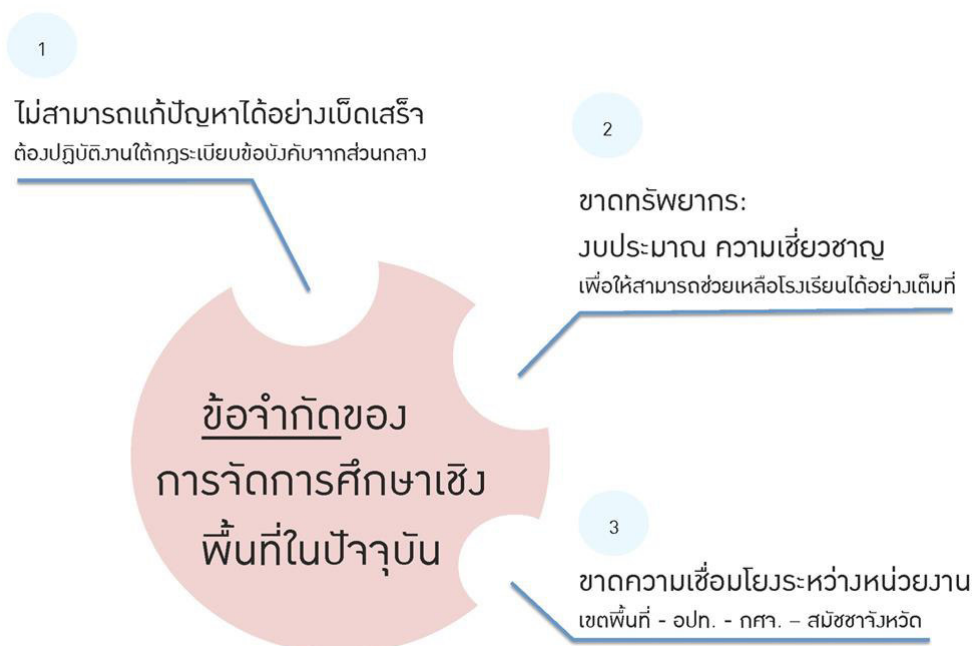 1
ไม่สามารถแก้ปัญหาได้อย่างเบ็ดเสร็จ
ต้องปฏิบัติงานใต้กฎระเบียบข้อบังคับจากส่วนกลาง
2
ขาดทรัพยากร:
งบประมาณ ความเชี่ยวชาญ
เพื่อให้สามารถช่วยเหลือโรงเรียนได้อย่างเต็มที่
ข้อจำกัดของ
การจัดการศึกษาเชิง
พื้นที่ในปัจจุบัน
3
ขาดความเชื่อมโยงระหว่างหน่วยงาน
เขตพื้นที่ - อปท. - กศจ. – สมัชชาจังหวัด